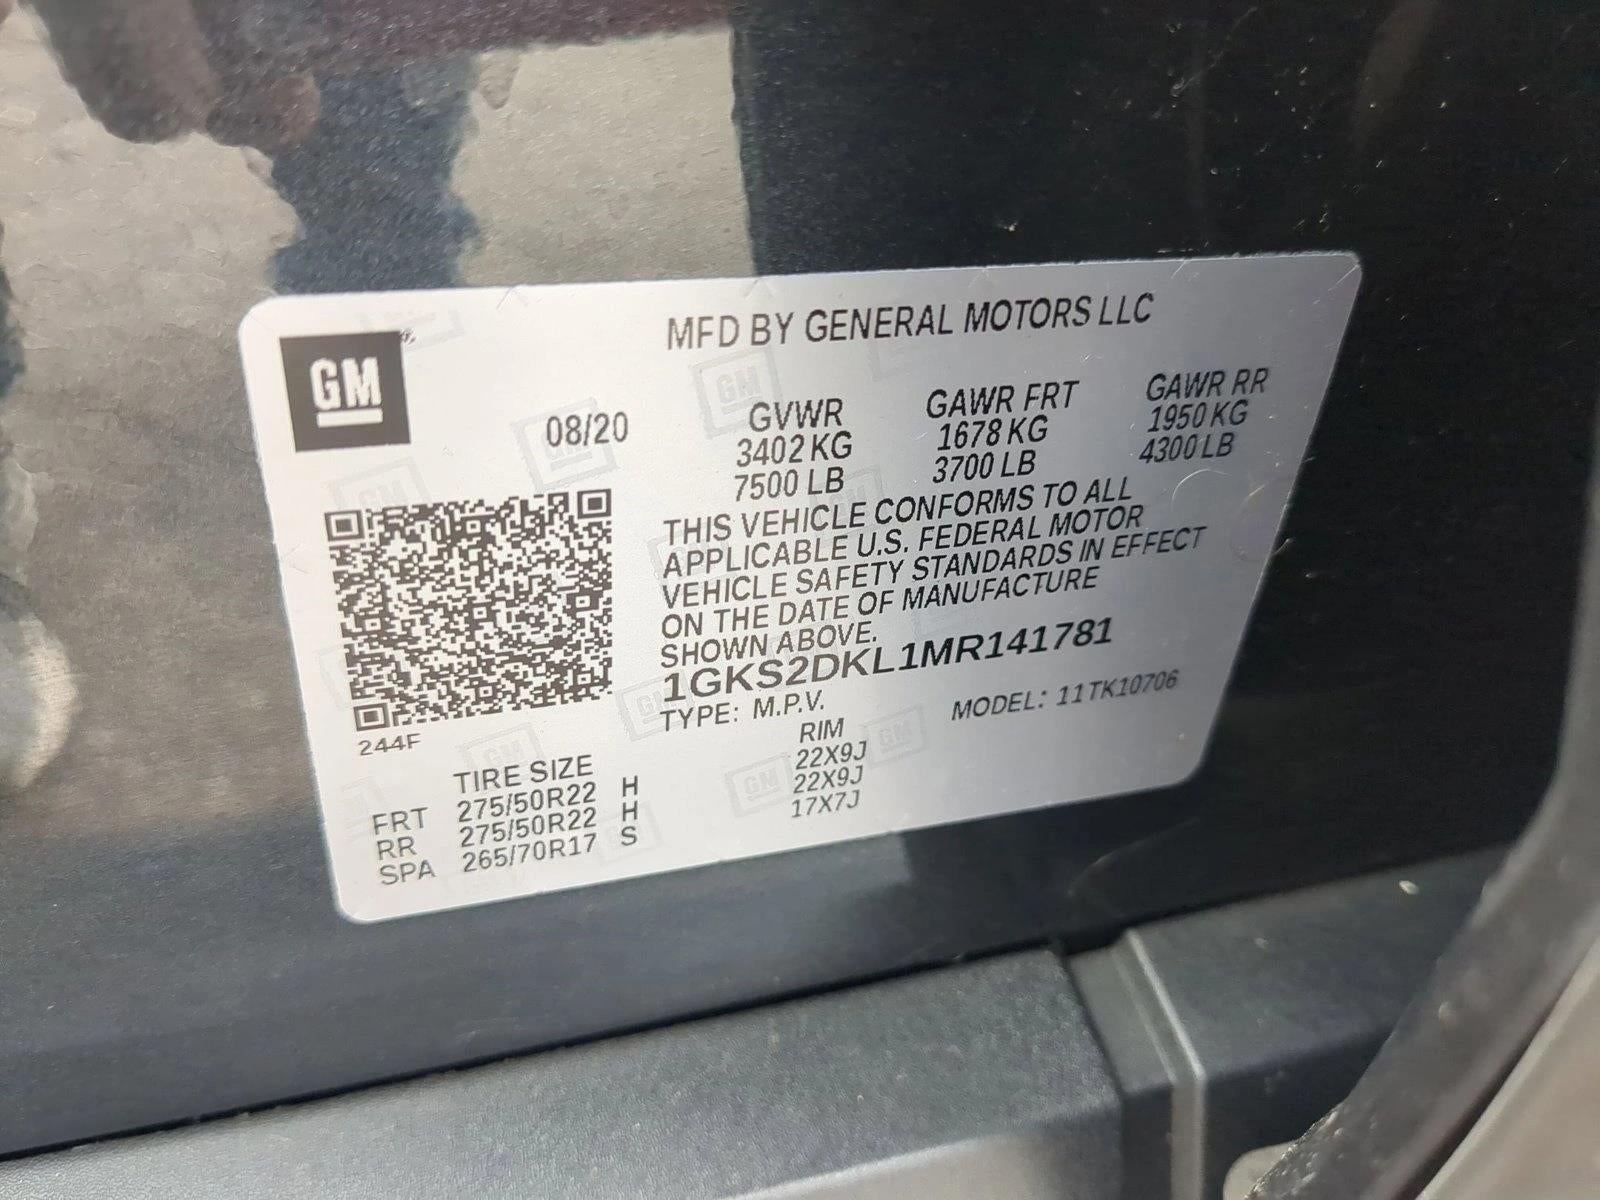 GM
MFD BY GENERAL MOTORS LLC
08/20
GVWR GAWR FRT GAWR RR
3402 KG 1678 KG 1950 KG
7500 LB 3700 LB 4300 LB
THIS VEHICLE CONFORMS TO ALL
APPLICABLE U.S. FEDERAL MOTOR
VEHICLE SAFETY STANDARDS IN EFFECT
ON THE DATE OF MANUFACTURE
SHOWN ABOVE.
1GKS2DKL1MR141781
TYPE: M.P.V. MODEL: 11TK10706
244F
TIRE SIZE RIM
FRT 275/50R22 H 22X9J
RR 275/50R22 H 22X9J
SPA 265/70R17 S 17X7J